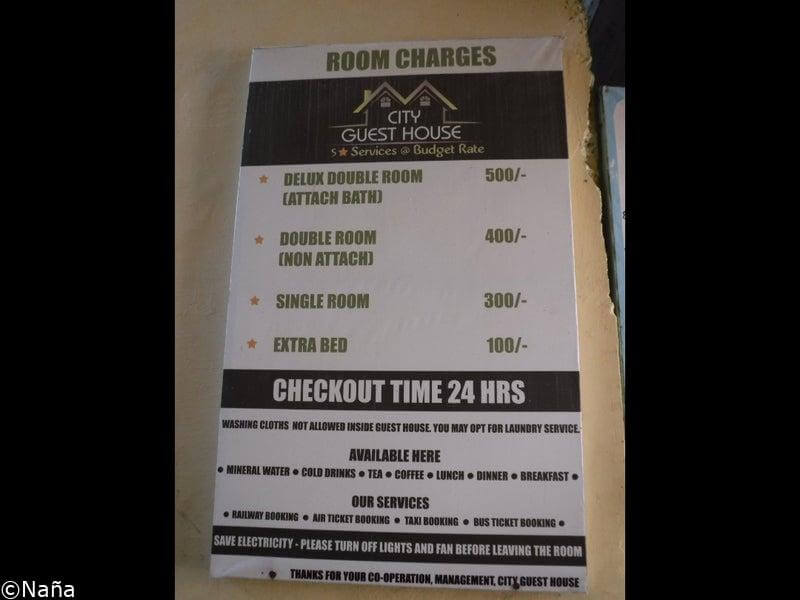 ROOM CHARGES
CITY
GUEST HOUSE
5★ Services @ Budget Rate
★ DELUX DOUBLE ROOM 500/-
(ATTACH BATH)
★ DOUBLE ROOM 400/-
(NON ATTACH)
★ SINGLE ROOM 300/-
★ EXTRA BED 100/-
CHECKOUT TIME 24 HRS
WASHING CLOTHS NOT ALLOWED INSIDE GUEST HOUSE. YOU MAY OPT FOR LAUNDRY SERVICE.
AVAILABLE HERE
• MINERAL WATER • COLD DRINKS • TEA • COFFEE • LUNCH • DINNER • BREAKFAST •
OUR SERVICES
• RAILWAY BOOKING • AIR TICKET BOOKING • TAXI BOOKING • BUS TICKET BOOKING •
SAVE ELECTRICITY - PLEASE TURN OFF LIGHTS AND FAN BEFORE LEAVING THE ROOM
THANKS FOR YOUR CO-OPERATION, MANAGEMENT, CITY GUEST HOUSE
©Naña